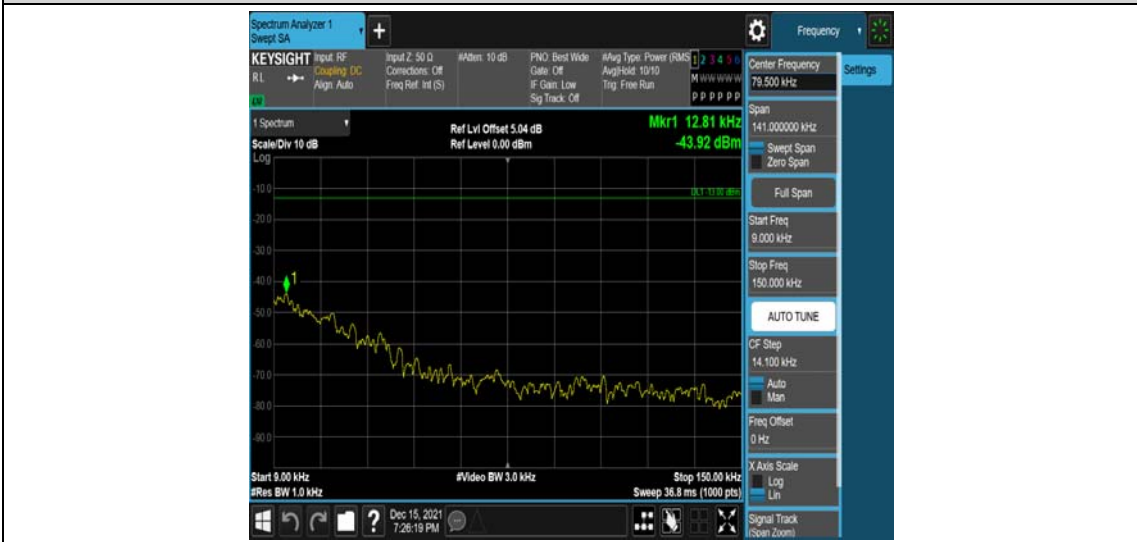 Spectrum Analyzer 1
Swept SA
+
Frequency
KEYSIGHT
RL
Input: RF
Coupling: DC
Align: Auto
Input Z: 50 Ω
Corrections: Off
Freq Ref: Int (S)
#Atten: 10 dB
PNO: Best Wide
Gate: Off
IF Gain: Low
Sig Track: Off
#Avg Type: Power (RMS
Avg|Hold: 10/10
Trig: Free Run
1 2 3 4 5 6
M W W W W W
P P P P P P
1 Spectrum
Scale/Div 10 dB
Ref Lvl Offset 5.04 dB
Ref Level 0.00 dBm
Mkr1 12.81 kHz
-43.92 dBm
Log
DL1 -13.00 dBm
-10.0
-20.0
-30.0
-40.0
1
-50.0
-60.0
-70.0
-80.0
-90.0
Start 9.00 kHz
#Res BW 1.0 kHz
#Video BW 3.0 kHz
Stop 150.00 kHz
Sweep 36.8 ms (1000 pts)
?
Dec 15, 2021
7:26:19 PM
Center Frequency
79.500 kHz
Settings
Span
141.000000 kHz
Swept Span
Zero Span
Full Span
Start Freq
9.000 kHz
Stop Freq
150.000 kHz
AUTO TUNE
CF Step
14.100 kHz
Auto
Man
Freq Offset
0 Hz
X Axis Scale
Log
Lin
Signal Track
(Span Zoom)